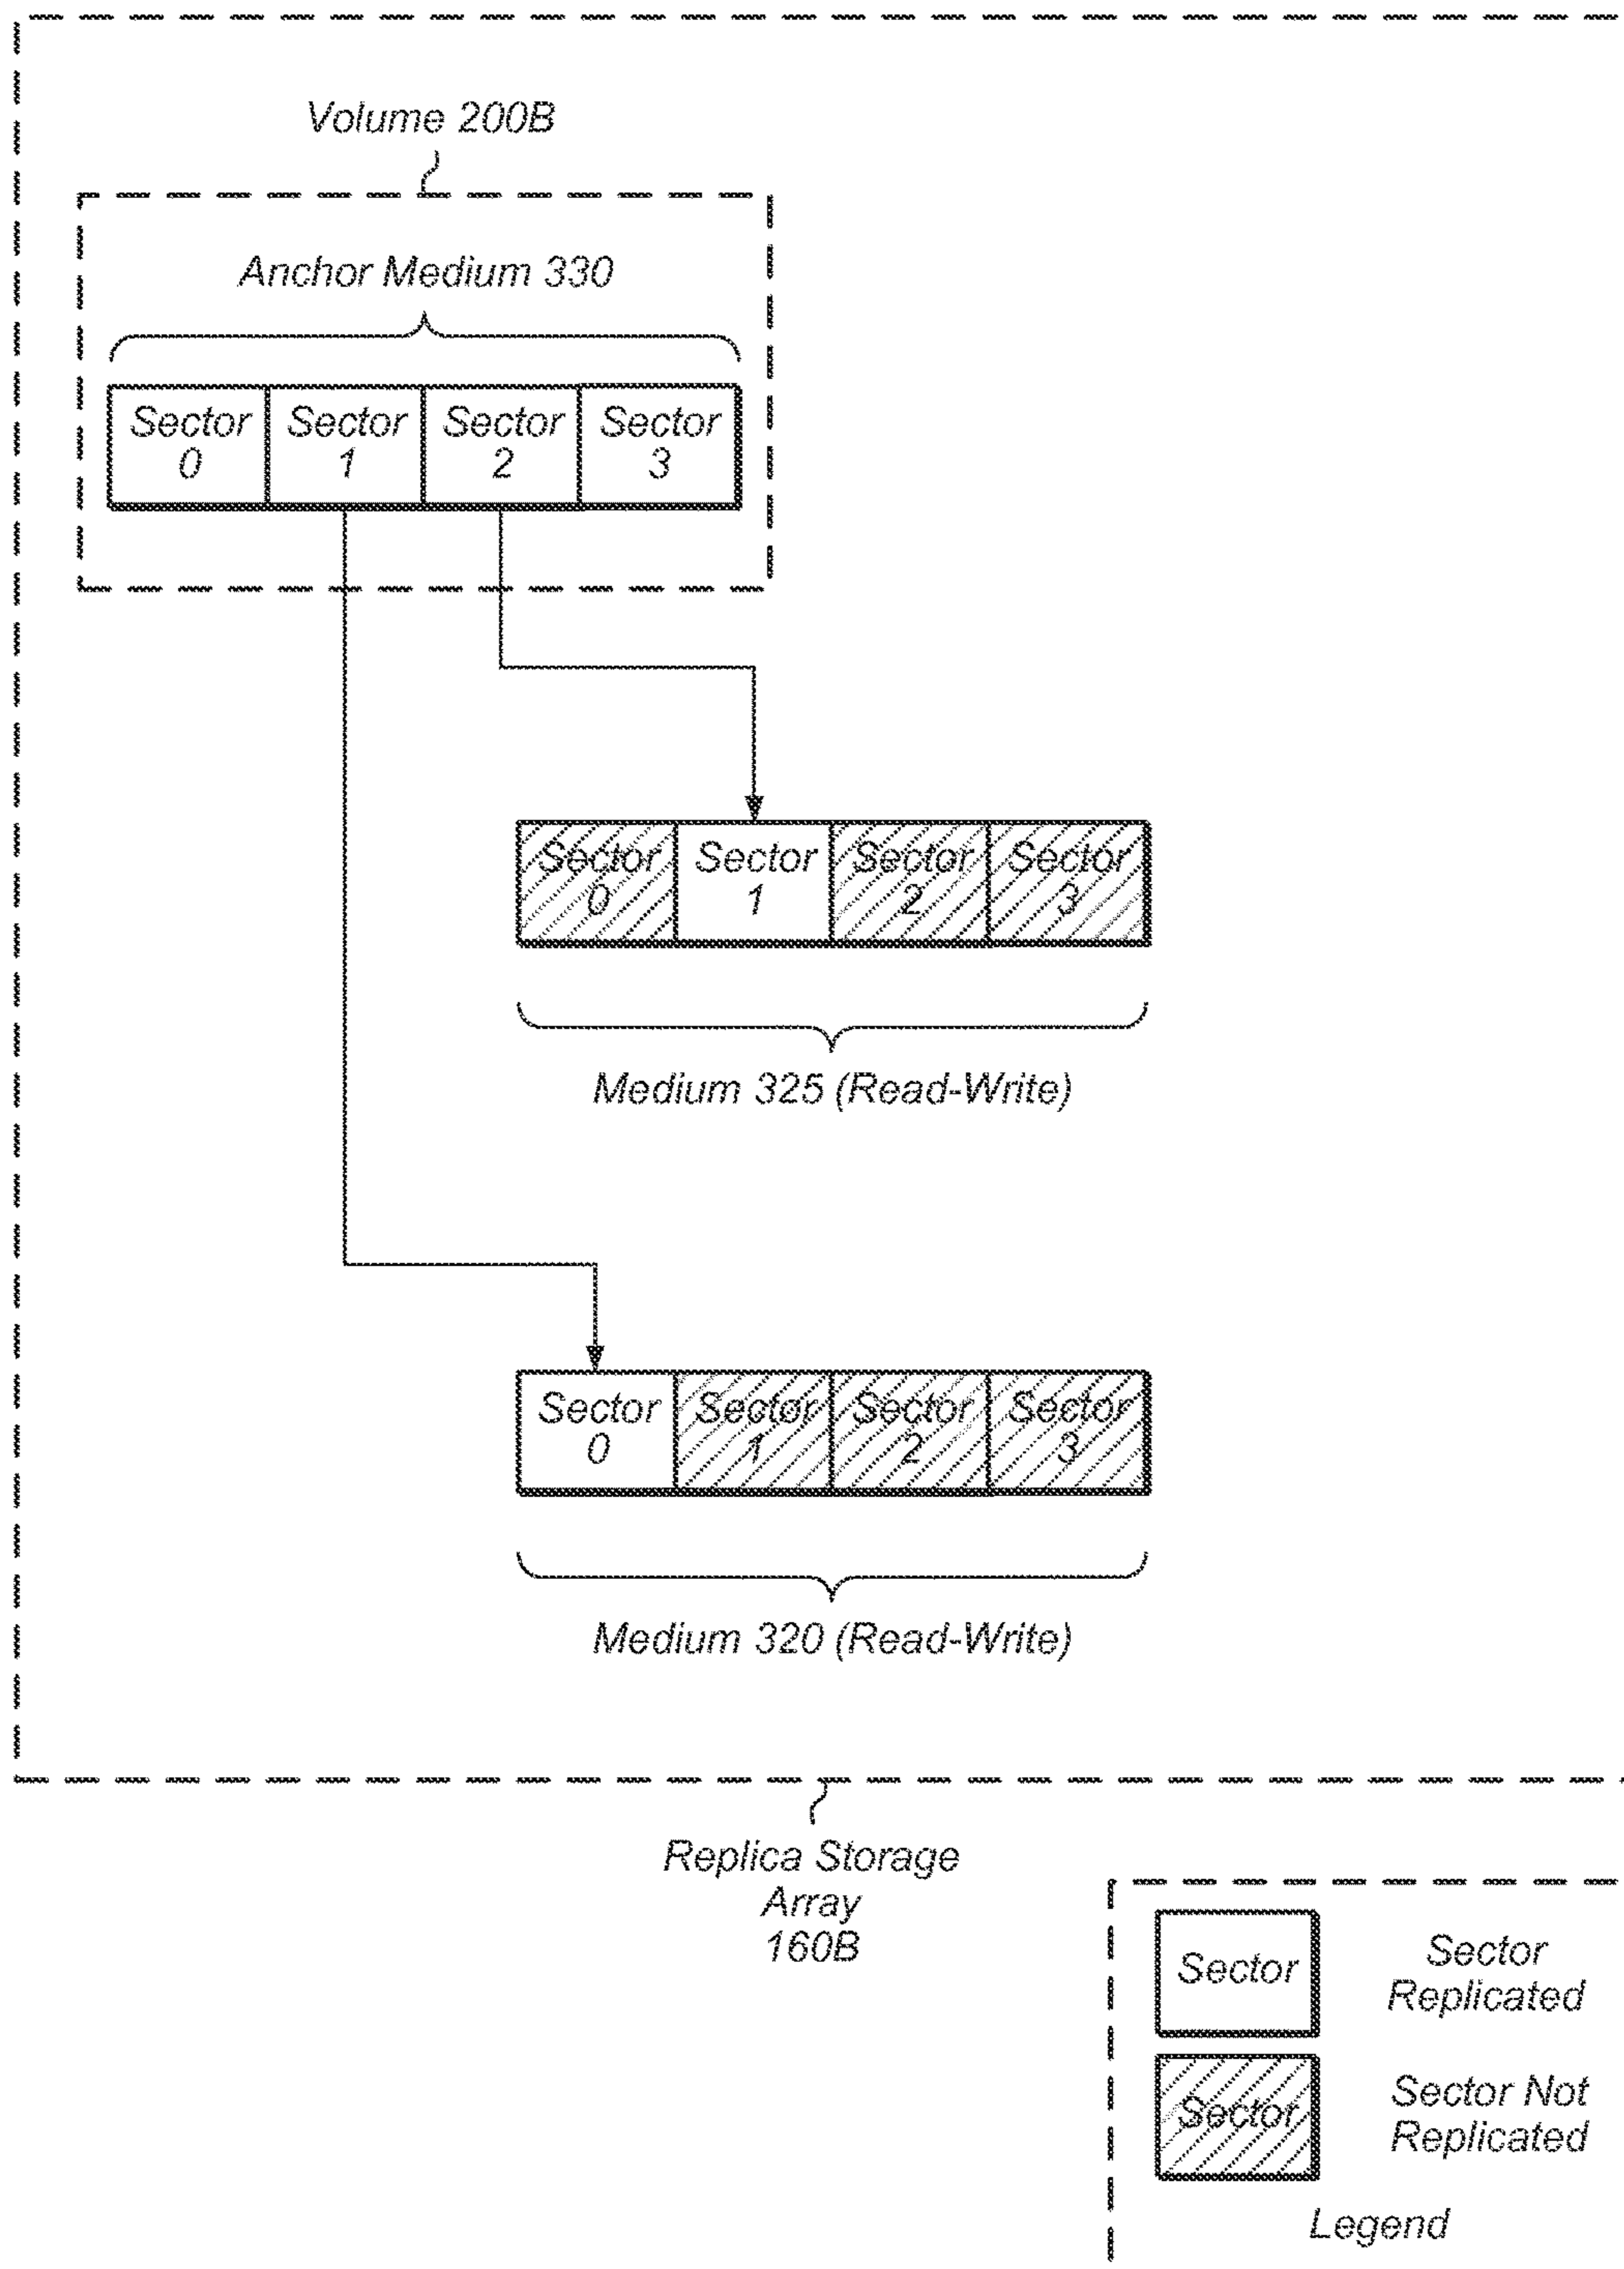 Volume 200B
Anchor Medium 330
Sector 0
Sector 1
Sector 2
Sector 3
Sector 0
Sector 1
Sector 2
Sector 3
Medium 325 (Read-Write)
Sector 0
Sector 1
Sector 2
Sector 3
Medium 320 (Read-Write)
Replica Storage
Array
160B
Sector
Sector
Replicated
Sector
Sector Not
Replicated
Legend